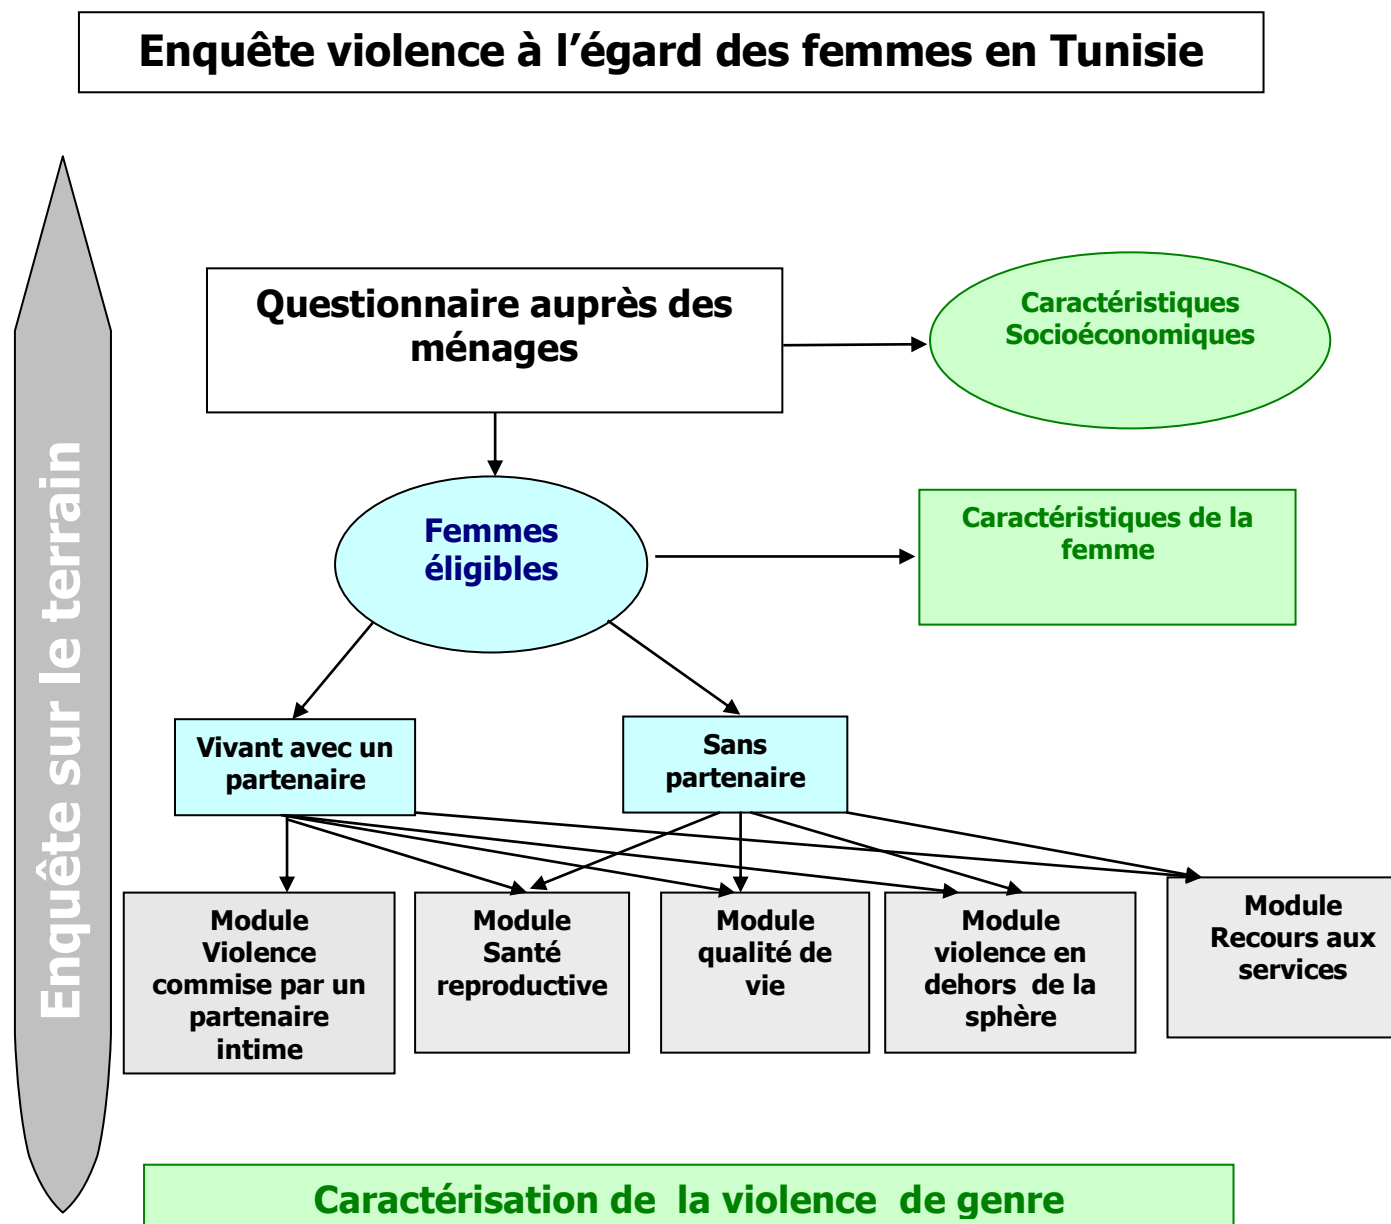 Enquête violence à l’égard des femmes en Tunisie
Enquête sur le terrain
Questionnaire auprès des
ménages
Caractéristiques
Socioéconomiques
Femmes
éligibles
Caractéristiques de la
femme
Vivant avec un
partenaire
Sans
partenaire
Module
Violence
commise par un
partenaire
intime
Module
Santé
reproductive
Module
qualité de
vie
Module
violence en
dehors de la
sphère
Module
Recours aux
services
Caractérisation de la violence de genre